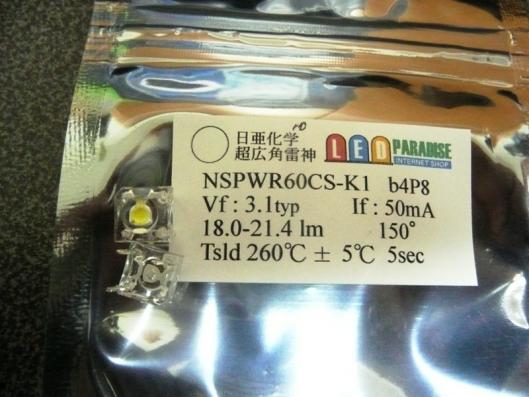 日亜化学
超広角雷神
LED PARADISE
INTERNET SHOP
NSPWR60CS-K1 b4P8
Vf : 3.1typ If : 50mA
18.0-21.4 lm 150°
Tsld 260℃ ± 5℃ 5sec